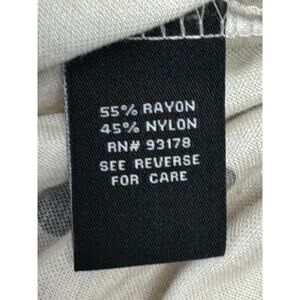 55% RAYON
45% NYLON
RN# 93178
SEE REVERSE
FOR CARE